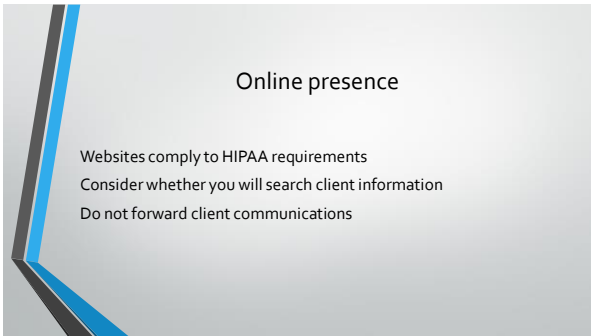 Online presence
Websites comply to HIPAA requirements
Consider whether you will search client information
Do not forward client communications